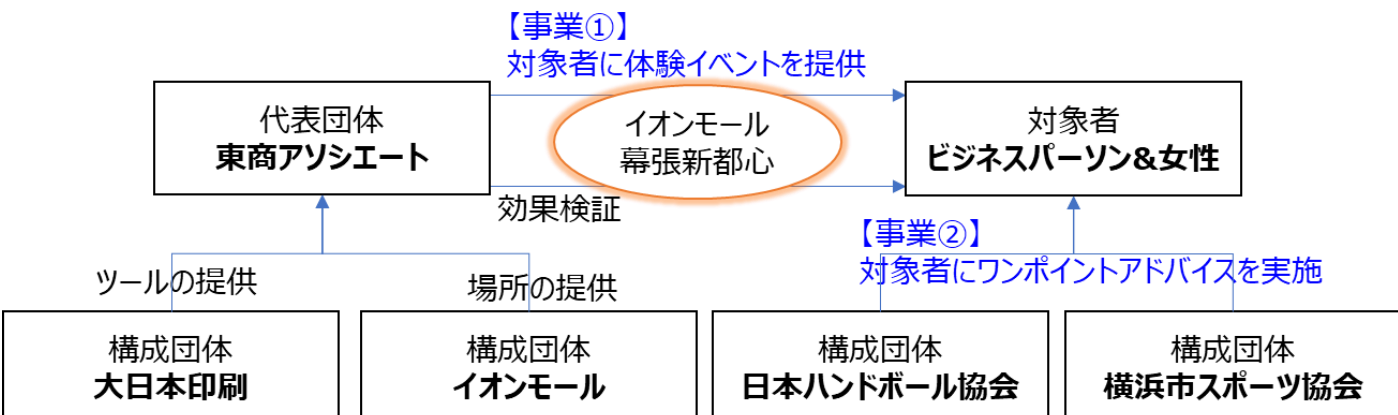 【事業①】
対象者に体験イベントを提供
代表団体
東商アソシエート
イオンモール
幕張新都心
対象者
ビジネスパーソン&女性
効果検証
【事業②】
対象者にワンポイントアドバイスを実施
ツールの提供
場所の提供
構成団体
大日本印刷
構成団体
イオンモール
構成団体
日本ハンドボール協会
構成団体
横浜市スポーツ協会